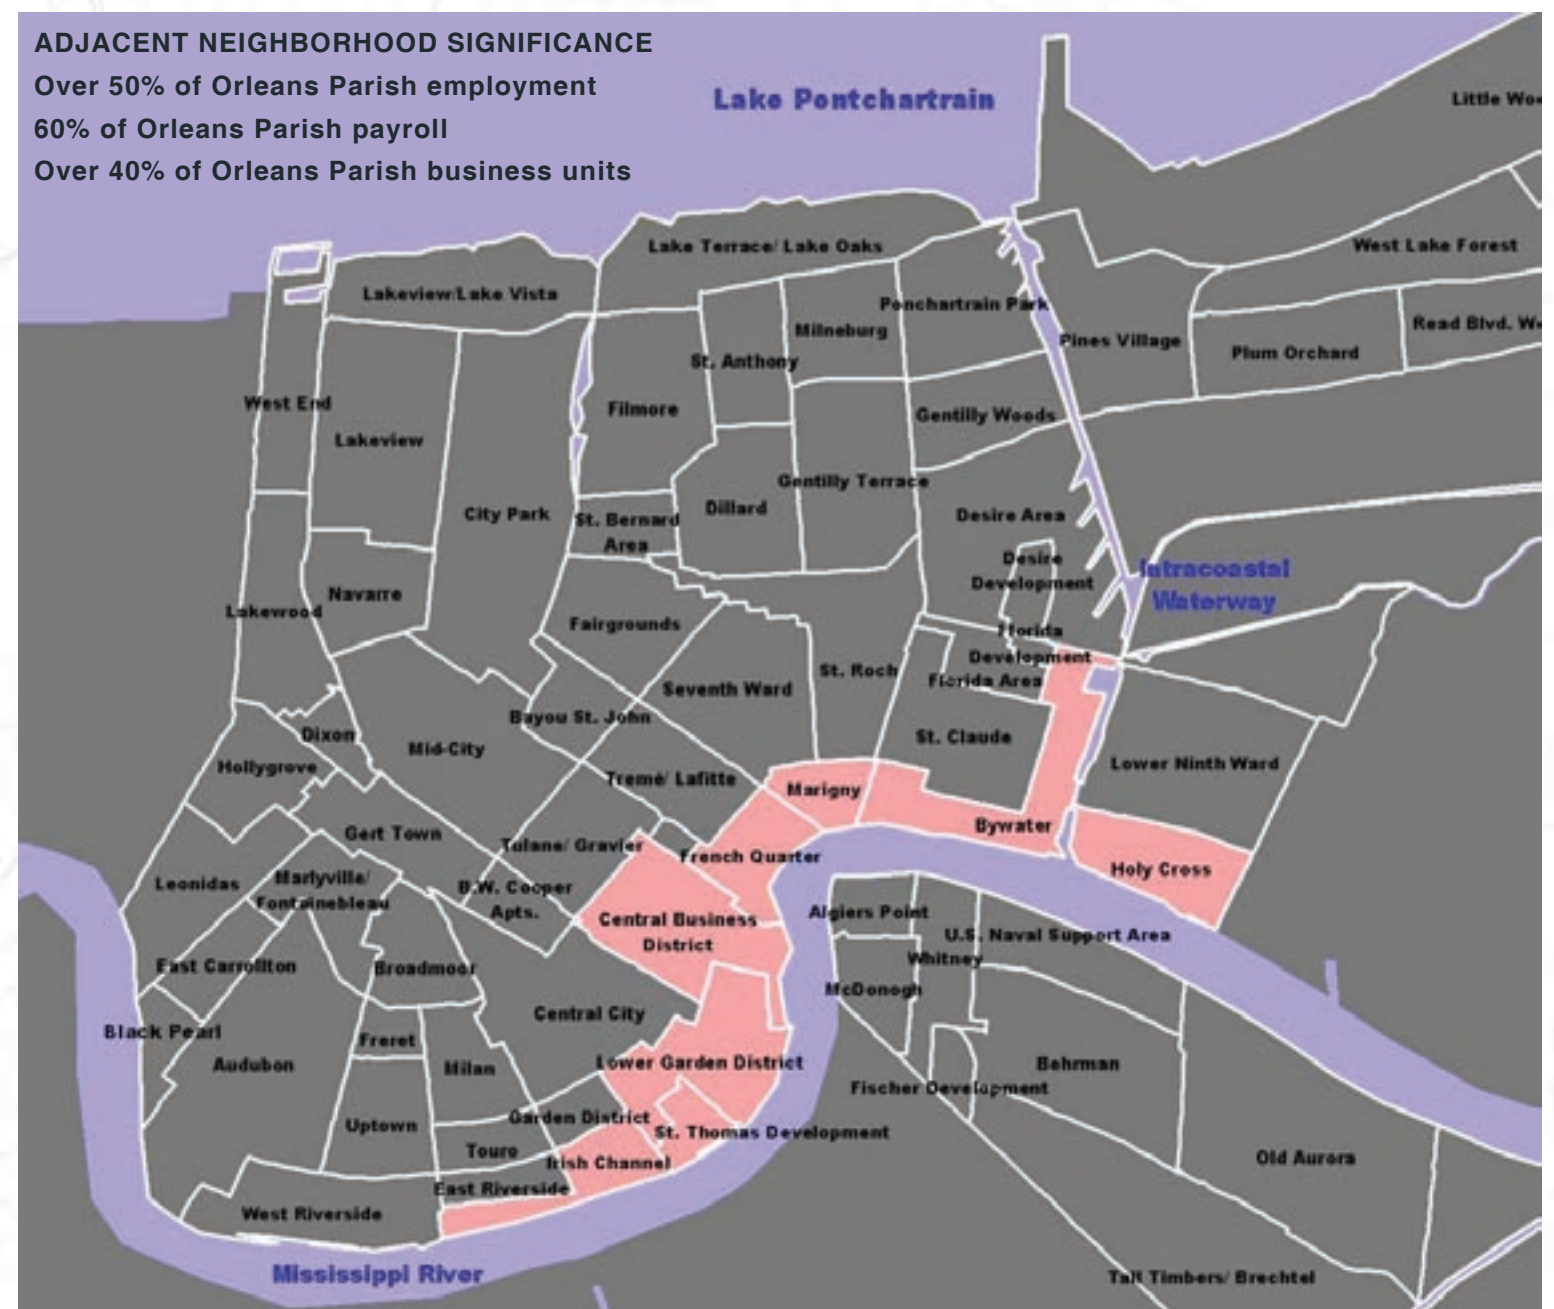 ADJACENT NEIGHBORHOOD SIGNIFICANCE
Over 50% of Orleans Parish employment
60% of Orleans Parish payroll
Over 40% of Orleans Parish business units
Lake Pontchartrain
Lake Terrace/ Lake Oaks
West Lake Forest
Lakeview/Lake Vista
Ponchartrain Park
Milneburg
Read Blvd.
Pines Village
Plum Orchard
St. Anthony
West End
Filmore
Gentilly Woods
Lakeview
Gentilly Terrace
Dillard
City Park
St. Bernard
Area
Desire Area
Desire
Development
Intracoastal
Waterway
Navarre
Lakewood
Fairgrounds
Florida
Development
St. Roch
Florida Area
Seventh Ward
Bayou St. John
Dixon
Mid-City
St. Claude
Lower Ninth Ward
Hollygrove
Tremé/ Lafitte
Marigny
Bywater
Gert Town
Tulane/ Gravier
French Quarter
Holy Cross
Leonidas
Marlyville/
Fontainebleau
B.W. Cooper
Apts.
Central Business
District
Algiers Point
U.S. Naval Support Area
Whitney
East Carrollton
Broadmoor
McDonogh
Central City
Black Pearl
Freret
Audubon
Milan
Lower Garden District
Behrman
Fischer Development
Garden District
Uptown
St. Thomas Development
Touro
Irish Channel
Old Aurora
East Riverside
West Riverside
Mississippi River
Tall Timbers/ Brechtel